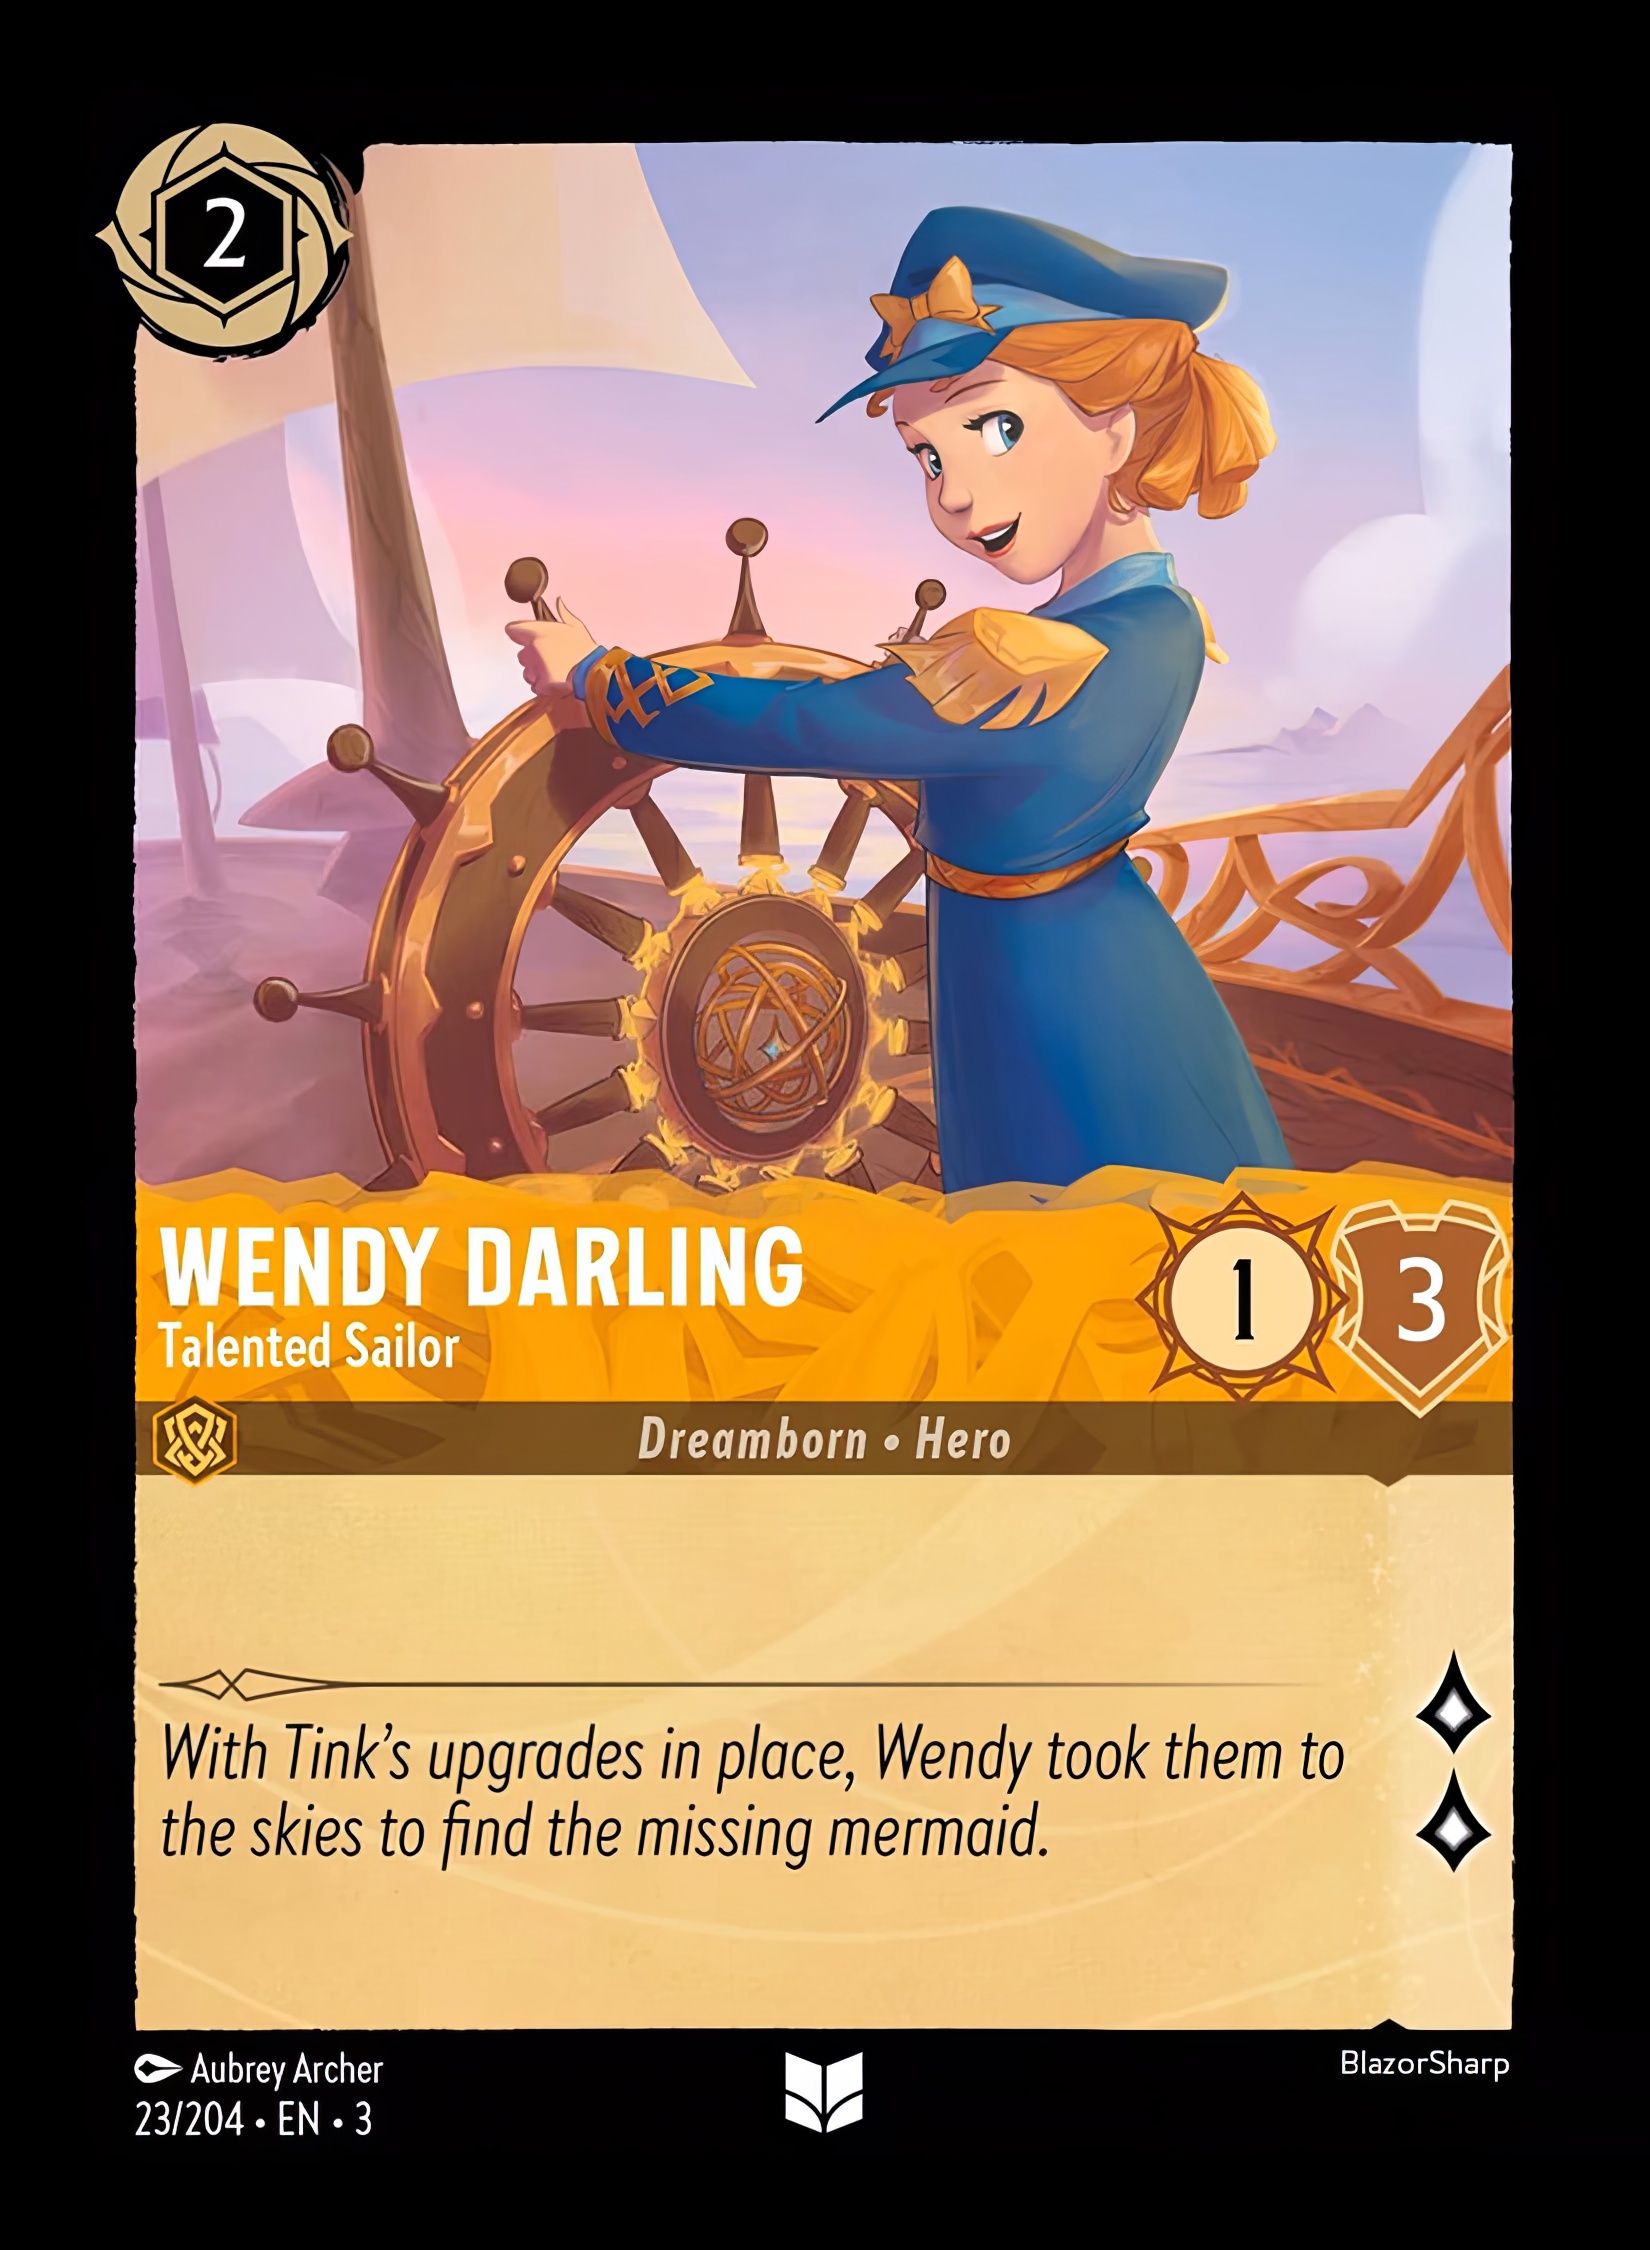 2
WENDY DARLING
Talented Sailor
1
3
Dreamborn • Hero
With Tink’s upgrades in place, Wendy took them to
the skies to find the missing mermaid.
Aubrey Archer
BlazorSharp
23/204 • EN • 3